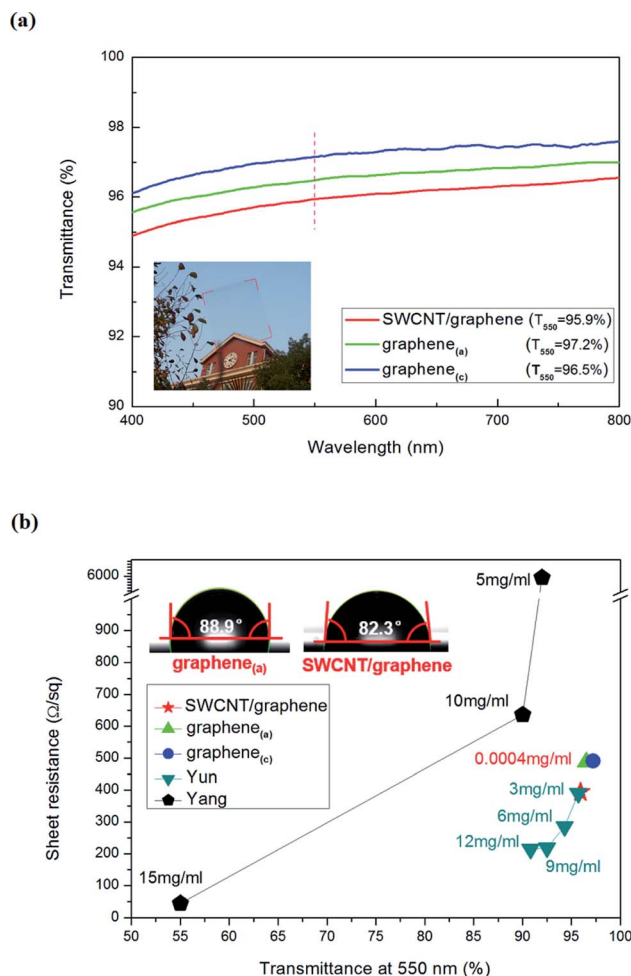 (a)
100
98
96
94
92
90
Transmittance (%)
SWCNT/graphene (T550=95.9%)
graphene(a) (T550=97.2%)
graphene(c) (T550=96.5%)
400 500 600 700 800
Wavelength (nm)
(b)
6000
900
800
700
600
500
400
300
200
100
0
Sheet resistance (Ω/sq)
88.9°
graphene(a)
82.3°
SWCNT/graphene
SWCNT/graphene
graphene(a)
graphene(c)
Yun
Yang
5mg/ml
10mg/ml
0.0004mg/ml
3mg/ml
6mg/ml
12mg/ml
9mg/ml
15mg/ml
50 55 60 65 70 75 80 85 90 95 100
Transmittance at 550 nm (%)